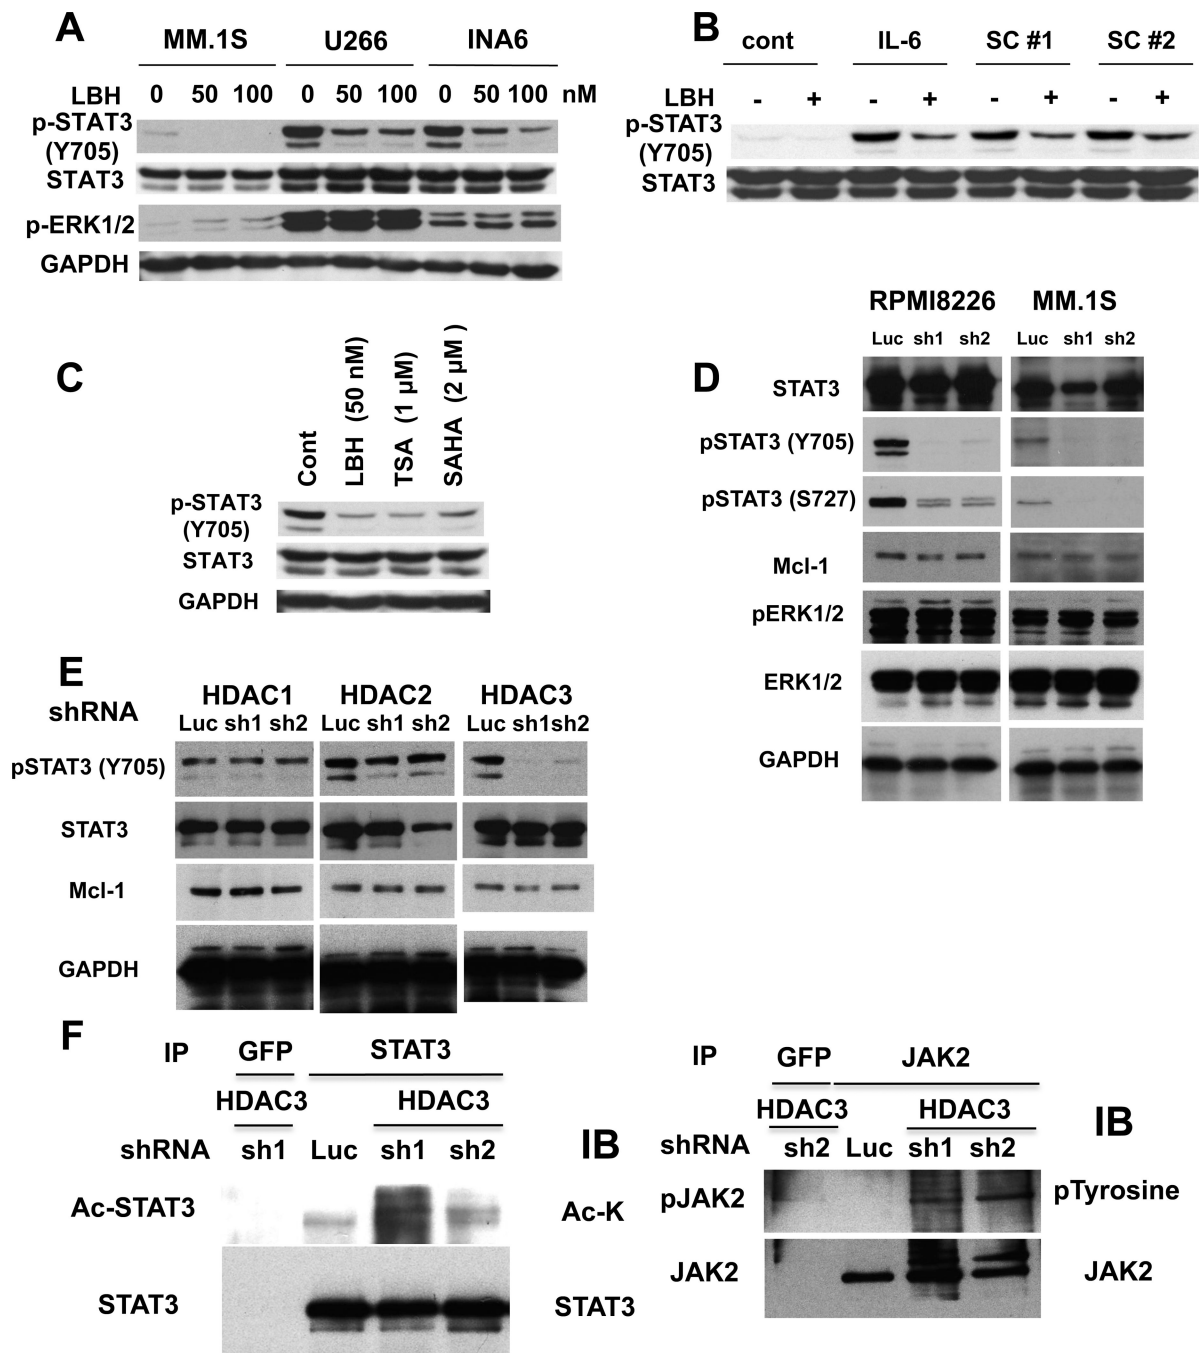 A
MM.1S U266 INA6
LBH 0 50 100 0 50 100 0 50 100 nM
p-STAT3
(Y705)
STAT3
p-ERK1/2
GAPDH
B
cont IL-6 SC #1 SC #2
LBH - + - + - + - +
p-STAT3
(Y705)
STAT3
C
Cont
LBH (50 nM)
TSA (1 µM)
SAHA (2 µM )
p-STAT3
(Y705)
STAT3
GAPDH
D
RPMI8226 MM.1S
Luc sh1 sh2 Luc sh1 sh2
STAT3
pSTAT3 (Y705)
pSTAT3 (S727)
Mcl-1
pERK1/2
ERK1/2
GAPDH
E
HDAC1 HDAC2 HDAC3
shRNA
Luc sh1 sh2 Luc sh1 sh2 Luc sh1sh2
pSTAT3 (Y705)
STAT3
Mcl-1
GAPDH
F
IP GFP STAT3
HDAC3 HDAC3
shRNA sh1 Luc sh1 sh2 IB
Ac-STAT3 Ac-K
STAT3 STAT3
IP GFP JAK2
HDAC3 HDAC3 IB
shRNA sh2 Luc sh1 sh2
pJAK2 pTyrosine
JAK2 JAK2